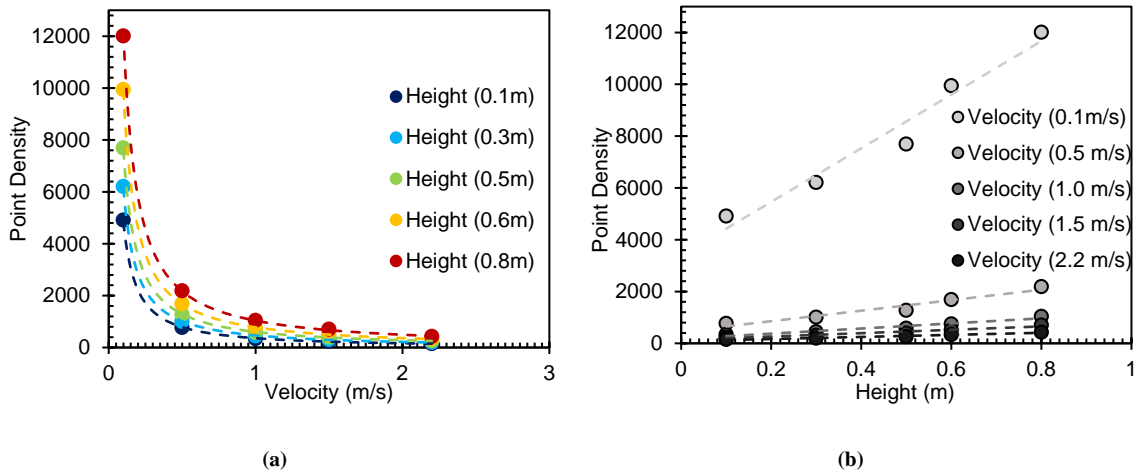 12000
10000
8000
6000
4000
2000
0
Point Density
0 1 2 3
Velocity (m/s)
Height (0.1m)
Height (0.3m)
Height (0.5m)
Height (0.6m)
Height (0.8m)
(a)
12000
10000
8000
6000
4000
2000
0
Point Density
0 0.2 0.4 0.6 0.8 1
Height (m)
Velocity (0.1m/s)
Velocity (0.5 m/s)
Velocity (1.0 m/s)
Velocity (1.5 m/s)
Velocity (2.2 m/s)
(b)